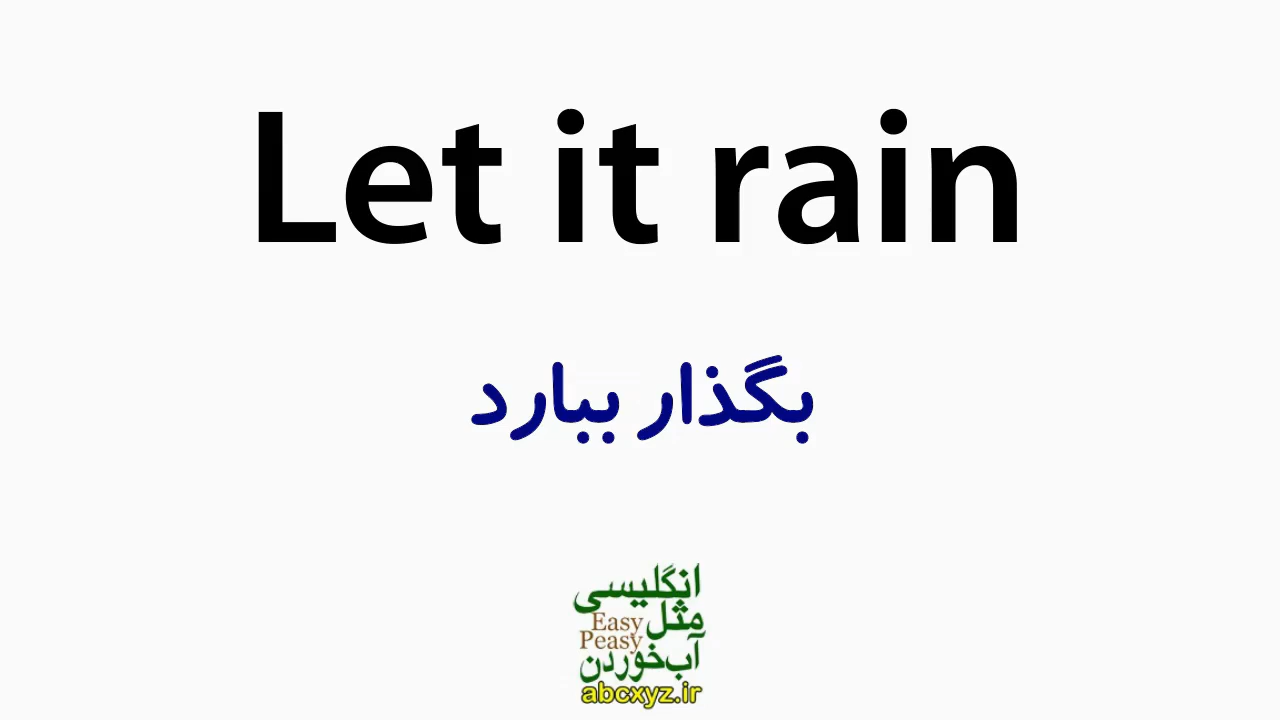 Let it rain
بگذار ببارد
انگلیسی
مثل Easy
Peasy
آب‌خوردن
abcxyz.ir